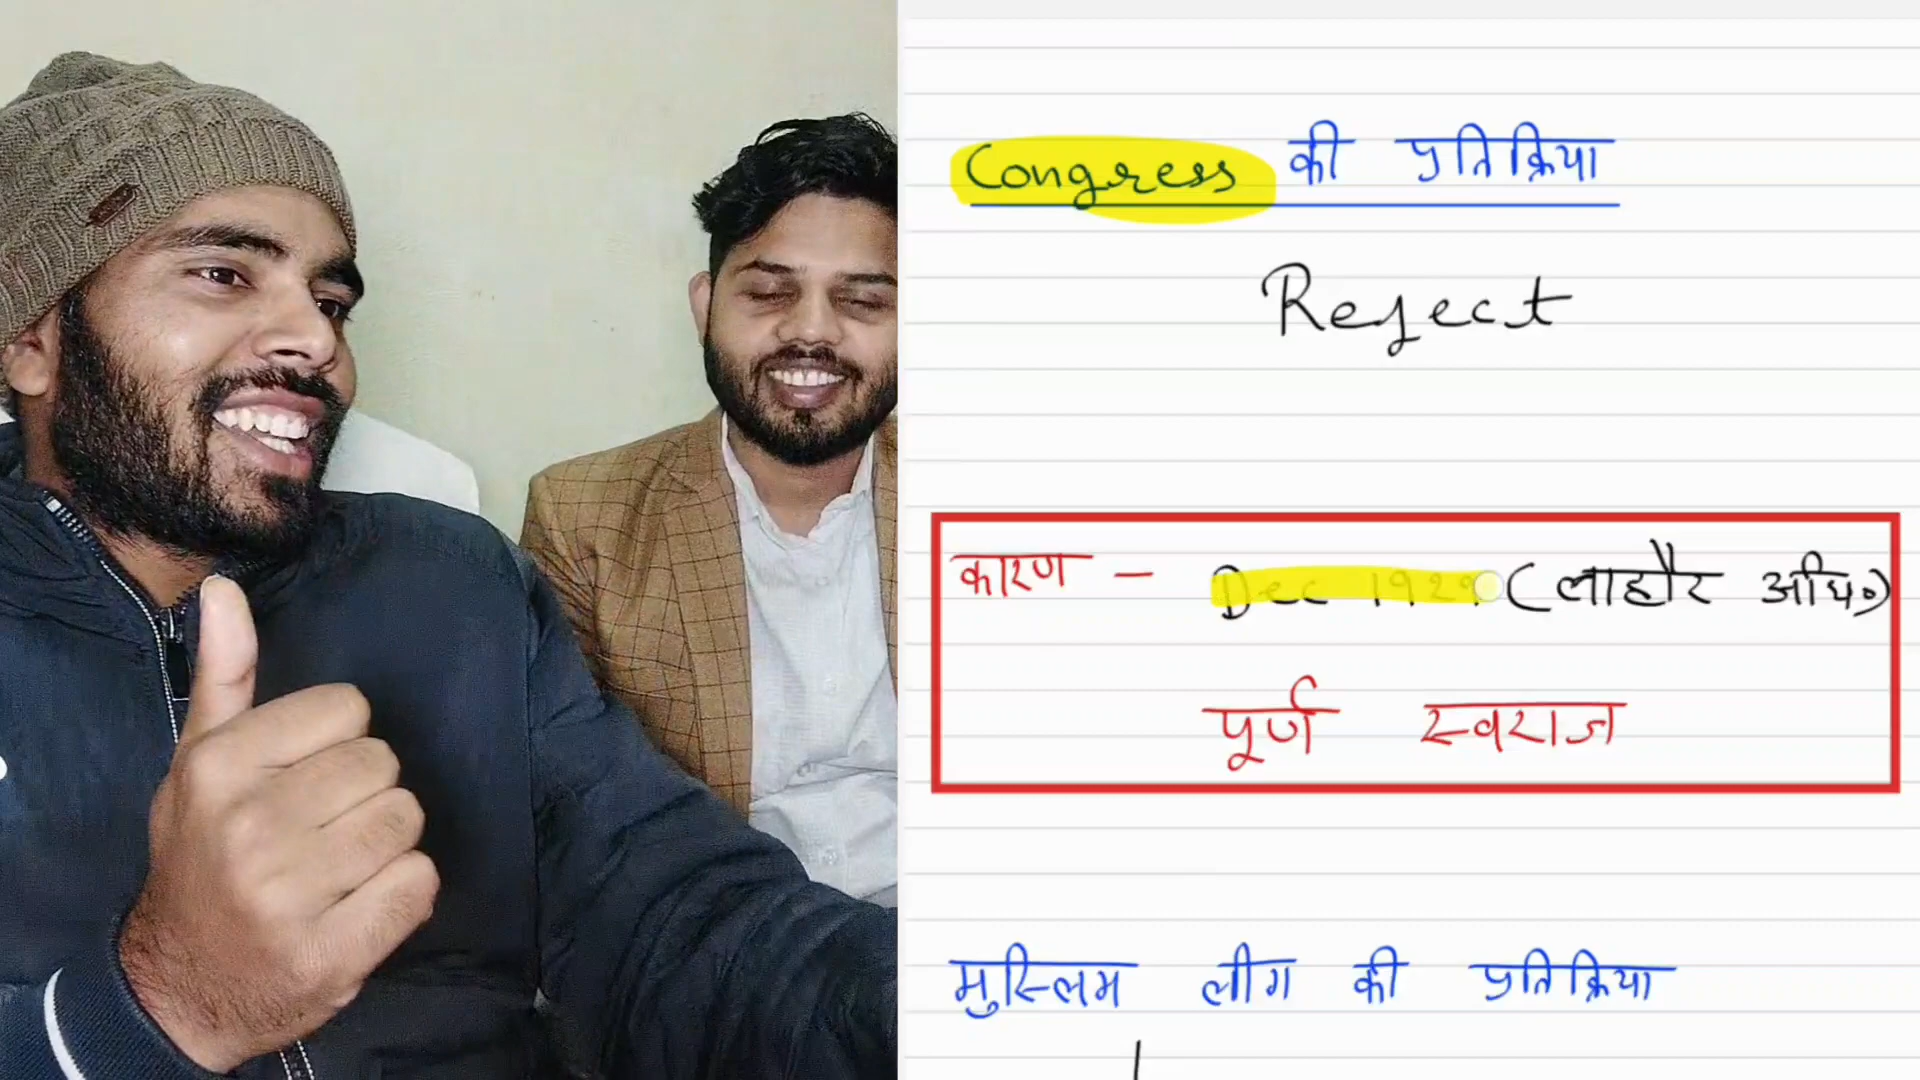 Congress की प्रतिक्रिया
Reject
कारण - Dec 1929 (लाहौर अधि०)
पूर्ण स्वराज
मुस्लिम लीग की प्रतिक्रिया